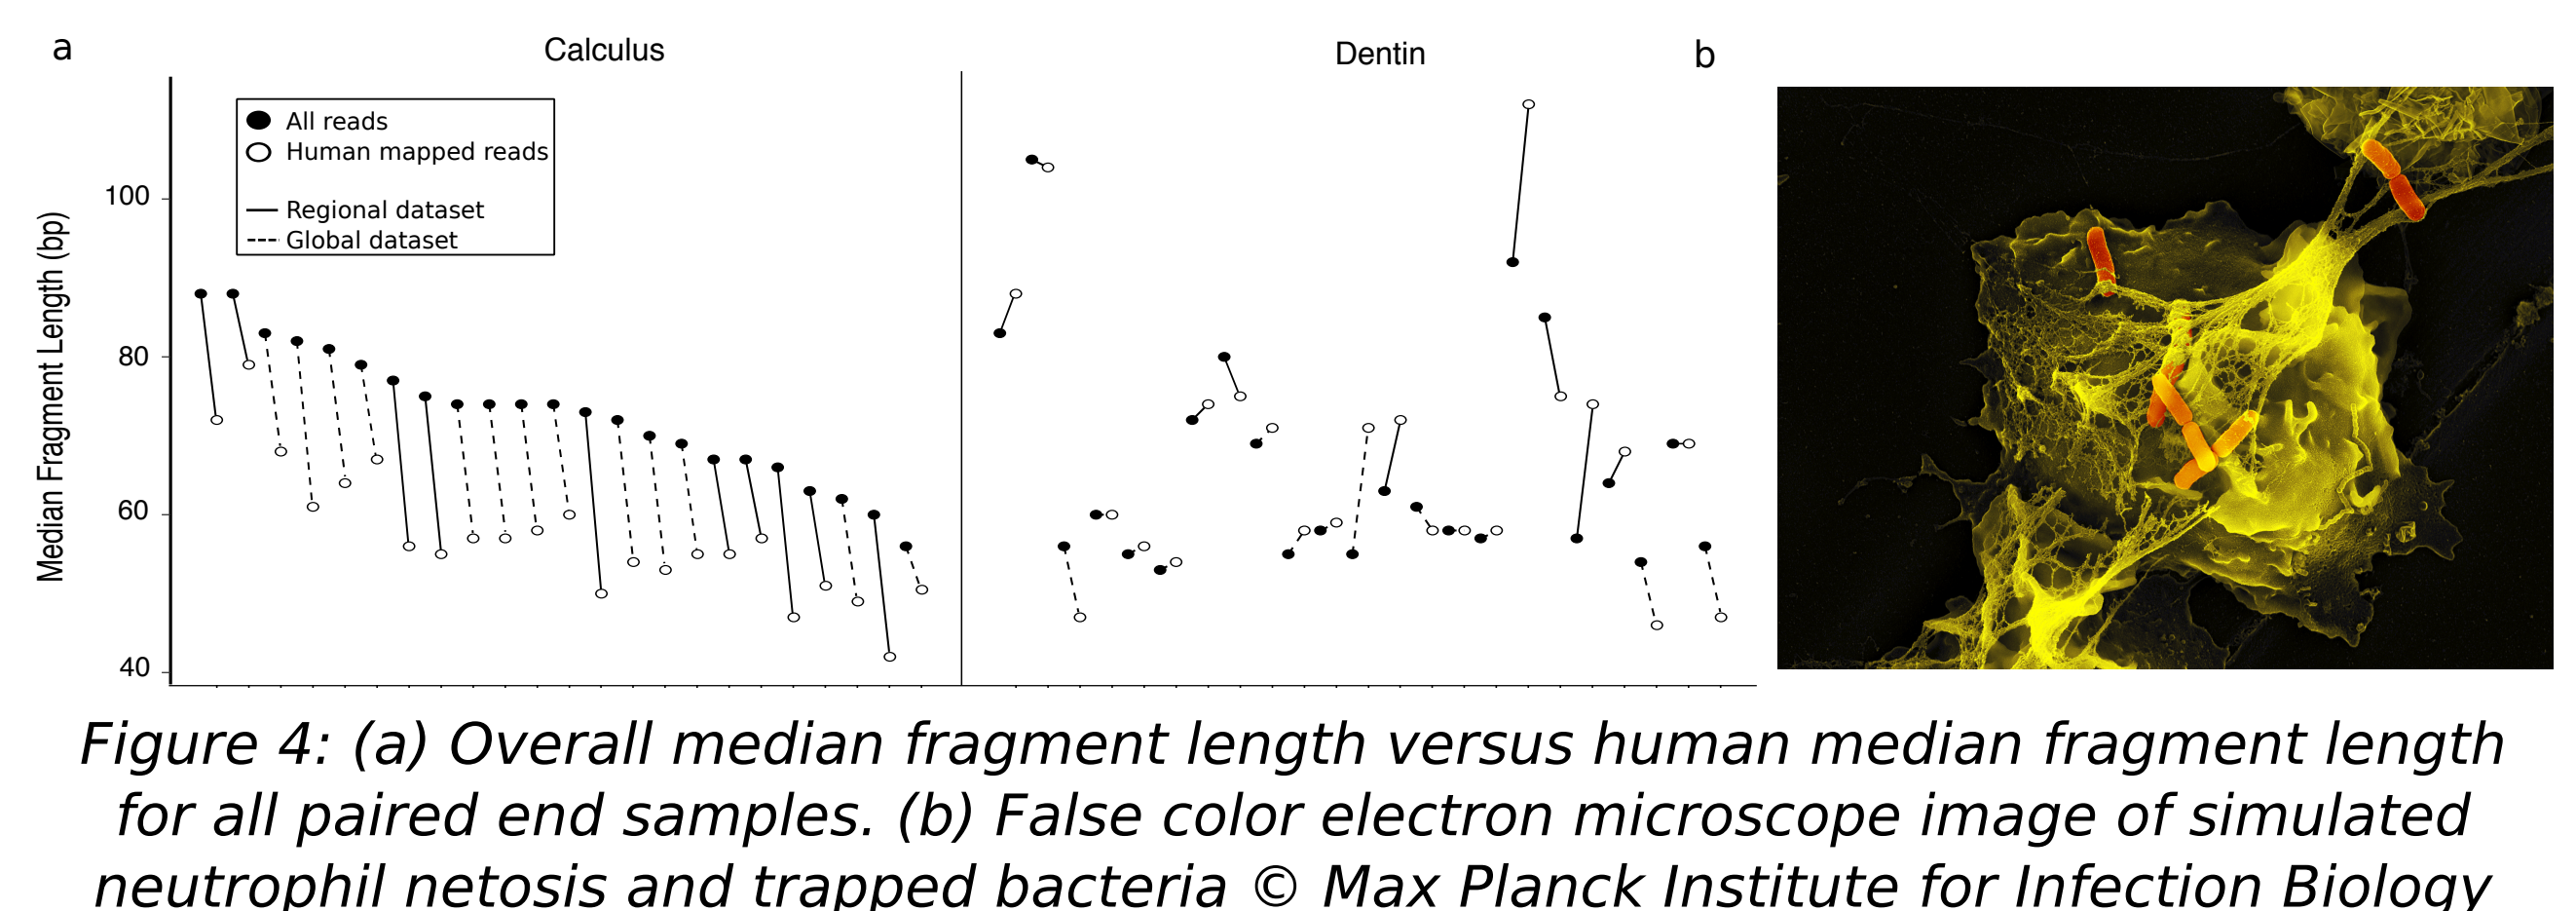 a
Calculus
Dentin
b
All reads
Human mapped reads
Regional dataset
Global dataset
Median Fragment Length (bp)
100
80
60
40
Figure 4: (a) Overall median fragment length versus human median fragment length
for all paired end samples. (b) False color electron microscope image of simulated
neutrophil netosis and trapped bacteria © Max Planck Institute for Infection Biology